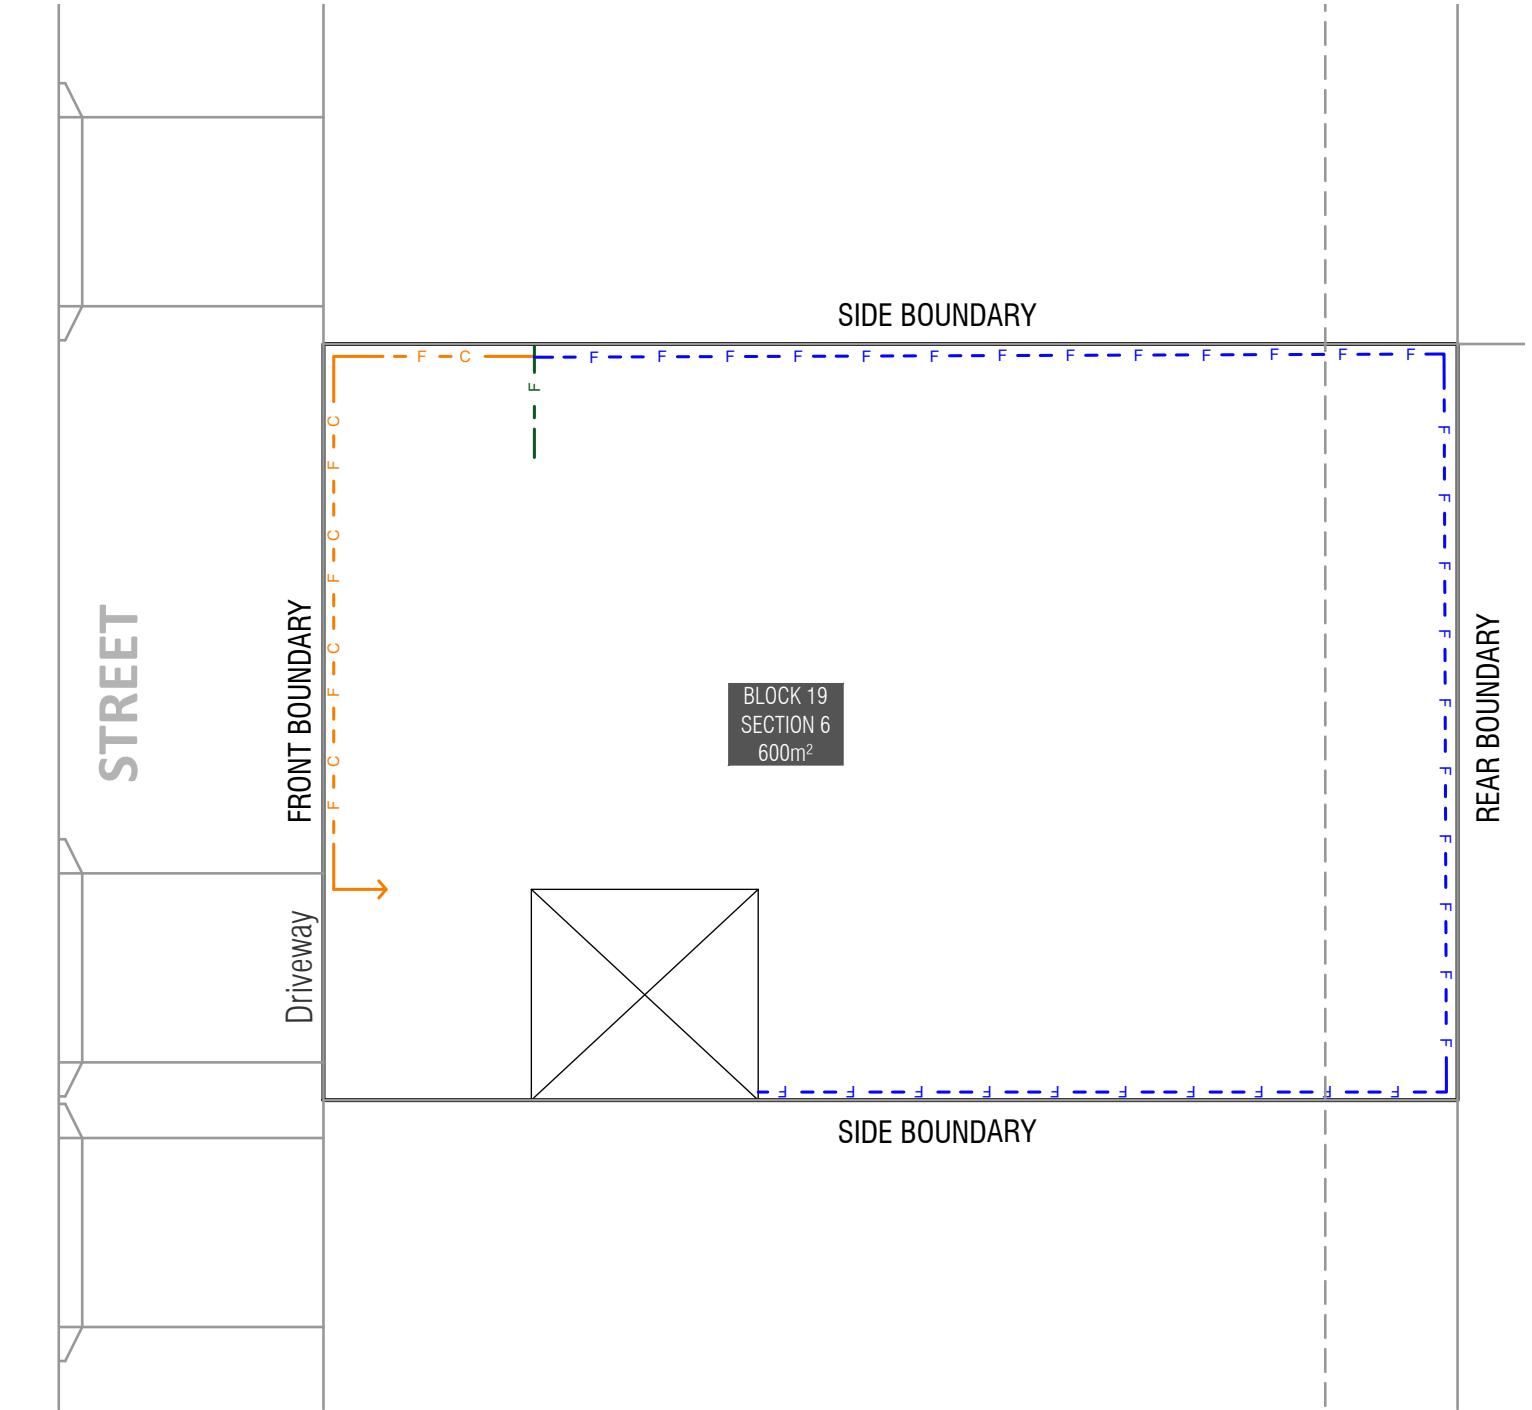 SIDE BOUNDARY
F C
F F F F F F F F F F F F F
F
C F C F C F C F
F F F F F F F F F F
STREET
FRONT BOUNDARY
BLOCK 19
SECTION 6
600m²
REAR BOUNDARY
Driveway
F F F F F F F F F F
SIDE BOUNDARY